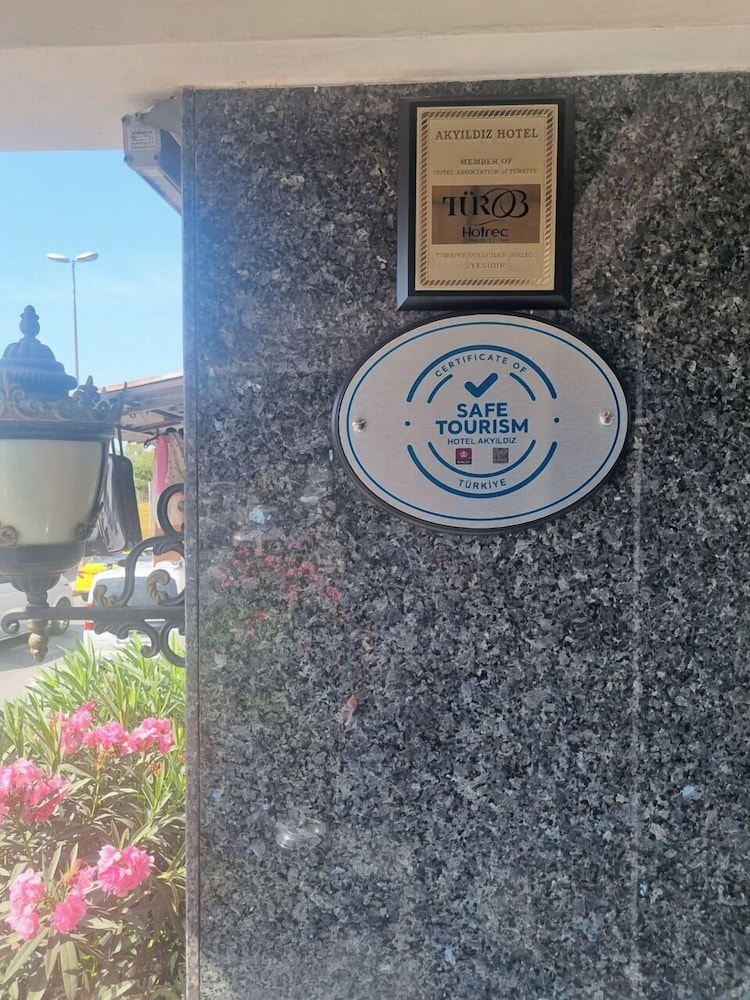 AKYILDIZ HOTEL
MEMBER OF
HOTEL ASSOCIATION of TÜRKİYE
TÜROB
Hotrec
TÜRKİYE OTELCİLER BİRLİĞİ
ÜYESİDİR
CERTIFICATE OF
SAFE
TOURISM
HOTEL AKYILDIZ
TÜRKİYE